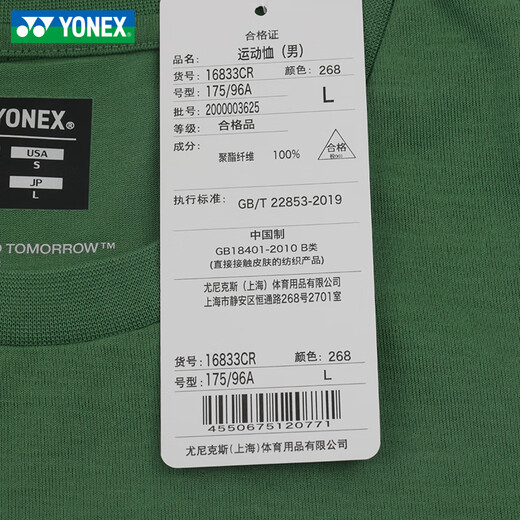 YONEX
YONEX®
USA
S
JP
L
TOMORROW™
合格证
品名: 运动恤(男)
货号: 16833CR 颜色: 268
号型: 175/96A L
批号: 2000003625
等级: 合格品
成分:
聚酯纤维 100%
合格
执行标准: GB/T 22853-2019
中国制
GB18401-2010 B类
(直接接触皮肤的纺织产品)
尤尼克斯(上海)体育用品有限公司
上海市静安区恒通路268号2701室
货号: 16833CR 颜色: 268
号型: 175/96A L
4550675120771
尤尼克斯(上海)体育用品有限公司